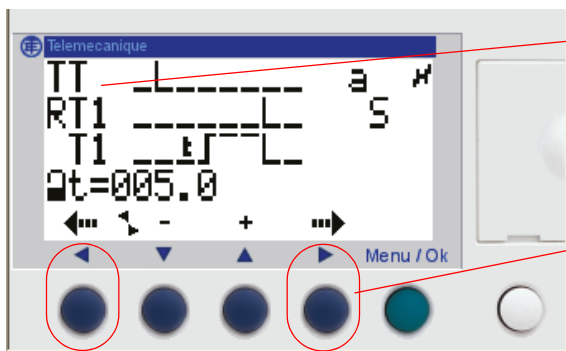 Telemecanique
TT a
RT1 S
T1 t
t=005.0
- +
Menu / Ok